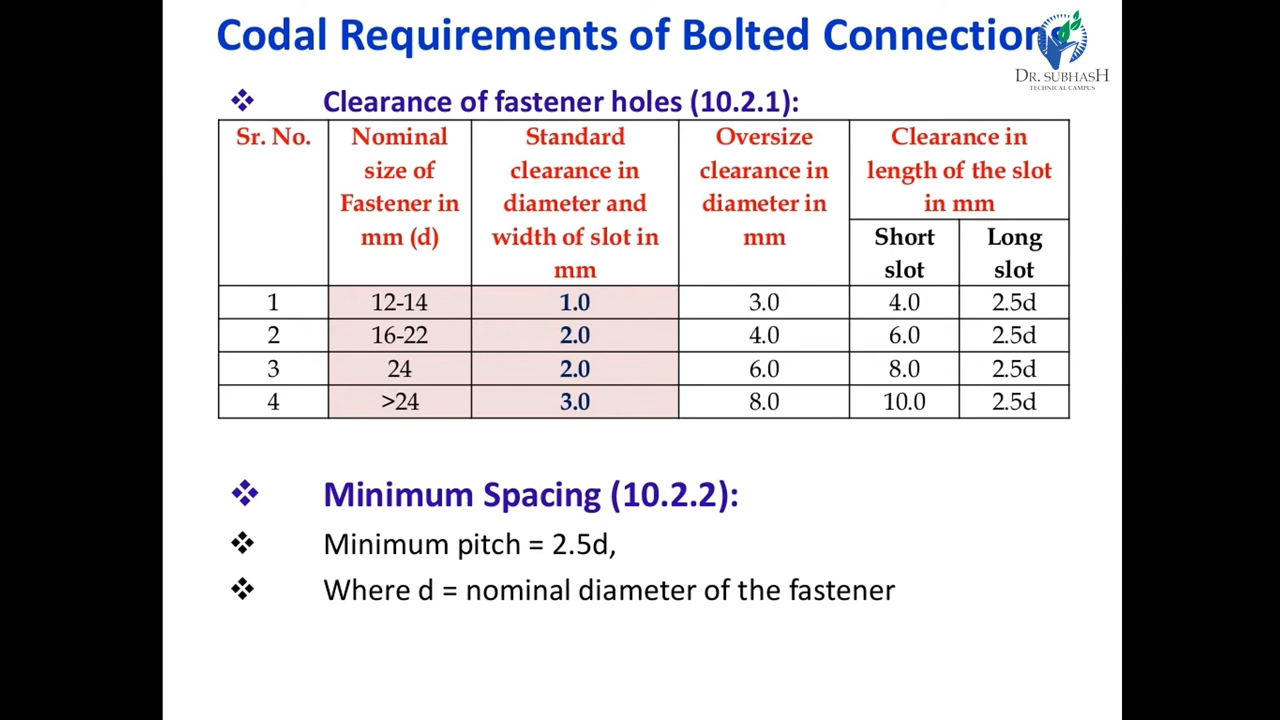 Codal Requirements of Bolted Connection
DR. SUBHASH
TECHNICAL CAMPUS
❖ Clearance of fastener holes (10.2.1):
Sr. No. Nominal size of Fastener in mm (d) Standard clearance in diameter and width of slot in mm Oversize clearance in diameter in mm Clearance in length of the slot in mm
Short slot Long slot
1 12-14 1.0 3.0 4.0 2.5d
2 16-22 2.0 4.0 6.0 2.5d
3 24 2.0 6.0 8.0 2.5d
4 >24 3.0 8.0 10.0 2.5d
❖ Minimum Spacing (10.2.2):
❖ Minimum pitch = 2.5d,
❖ Where d = nominal diameter of the fastener